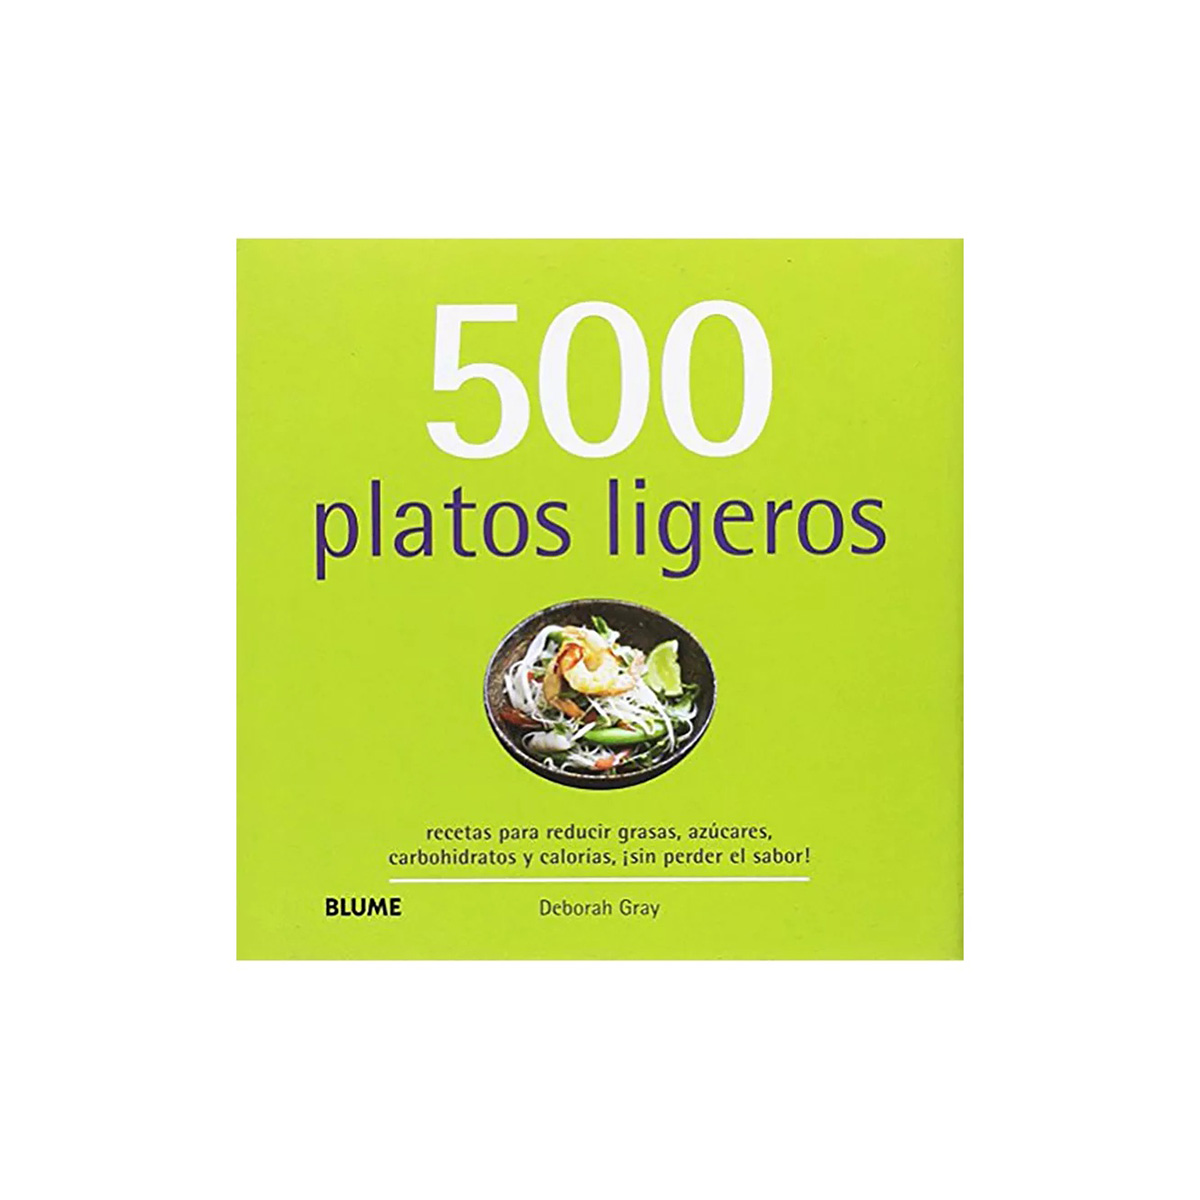 500
platos ligeros
recetas para reducir grasas, azúcares,
carbohidratos y calorías, ¡sin perder el sabor!
BLUME
Deborah Gray